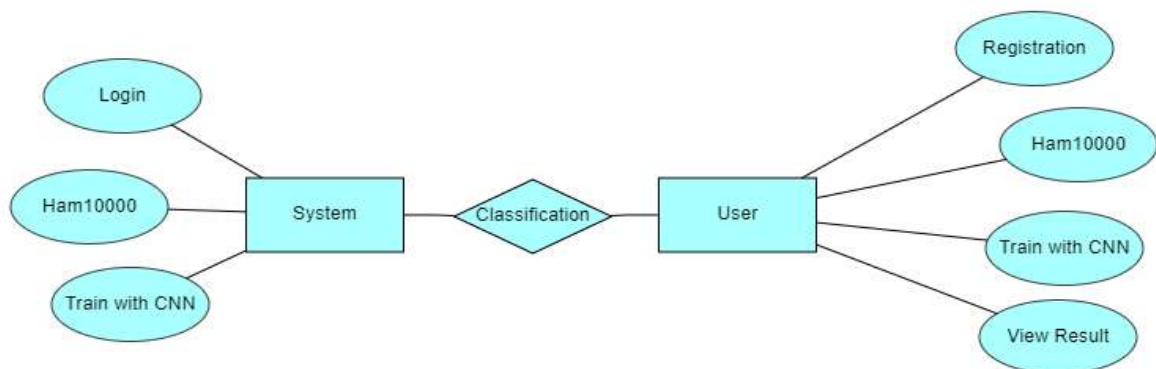 Registration
Login
Ham10000
Ham10000
System
Classification
User
Train with CNN
Train with CNN
View Result